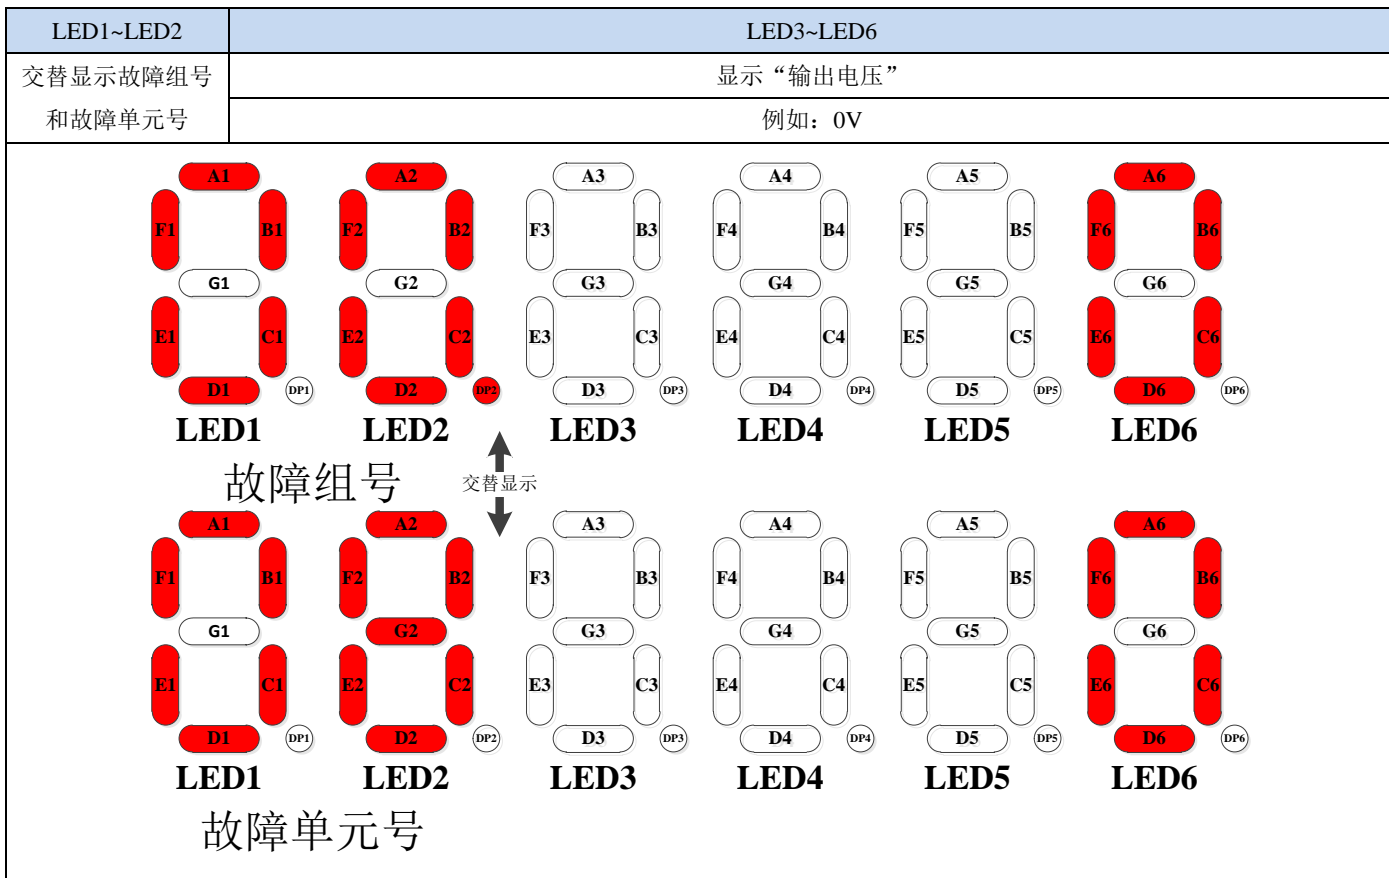 LED1~LED2 LED3~LED6
交替显示故障组号 显示“输出电压”
和故障单元号 例如：0V
A1 A2 A3 A4 A5 A6
F1 B1 F2 B2 F3 B3 F4 B4 F5 B5 F6 B6
G1 G2 G3 G4 G5 G6
E1 C1 E2 C2 E3 C3 E4 C4 E5 C5 E6 C6
D1 DP1 D2 DP2 D3 DP3 D4 DP4 D5 DP5 D6 DP6
LED1 LED2 LED3 LED4 LED5 LED6
故障组号 交替显示
A1 A2 A3 A4 A5 A6
F1 B1 F2 B2 F3 B3 F4 B4 F5 B5 F6 B6
G1 G2 G3 G4 G5 G6
E1 C1 E2 C2 E3 C3 E4 C4 E5 C5 E6 C6
D1 DP1 D2 DP2 D3 DP3 D4 DP4 D5 DP5 D6 DP6
LED1 LED2 LED3 LED4 LED5 LED6
故障单元号